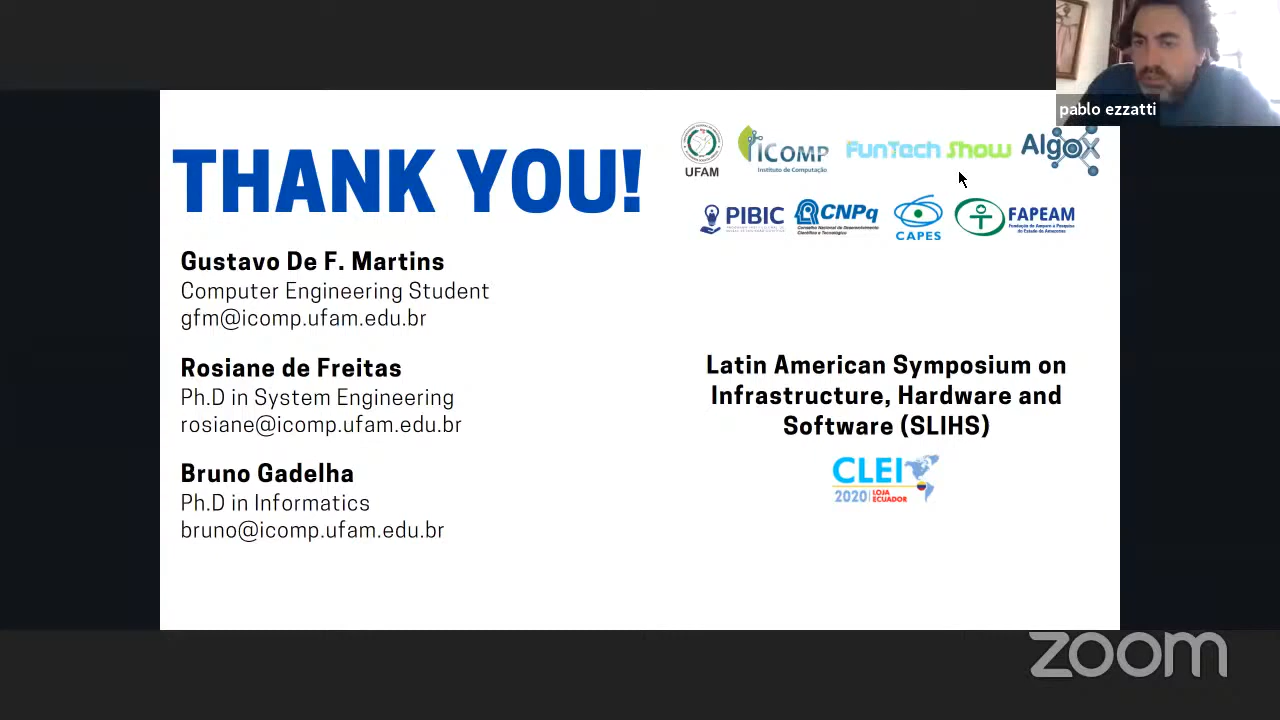 pablo ezzatti
THANK YOU!
UFAM
iCOMP
Instituto de Computação
FunTech Show
Algox
PIBIC
CNPq
Conselho Nacional de Desenvolvimento
Científico e Tecnológico
CAPES
FAPEAM
Fundação de Amparo à Pesquisa
do Estado do Amazonas
Gustavo De F. Martins
Computer Engineering Student
gfm@icomp.ufam.edu.br
Rosiane de Freitas
Ph.D in System Engineering
rosiane@icomp.ufam.edu.br
Bruno Gadelha
Ph.D in Informatics
bruno@icomp.ufam.edu.br
Latin American Symposium on
Infrastructure, Hardware and
Software (SLIHS)
CLEI
2020 LOJA
ECUADOR
zoom